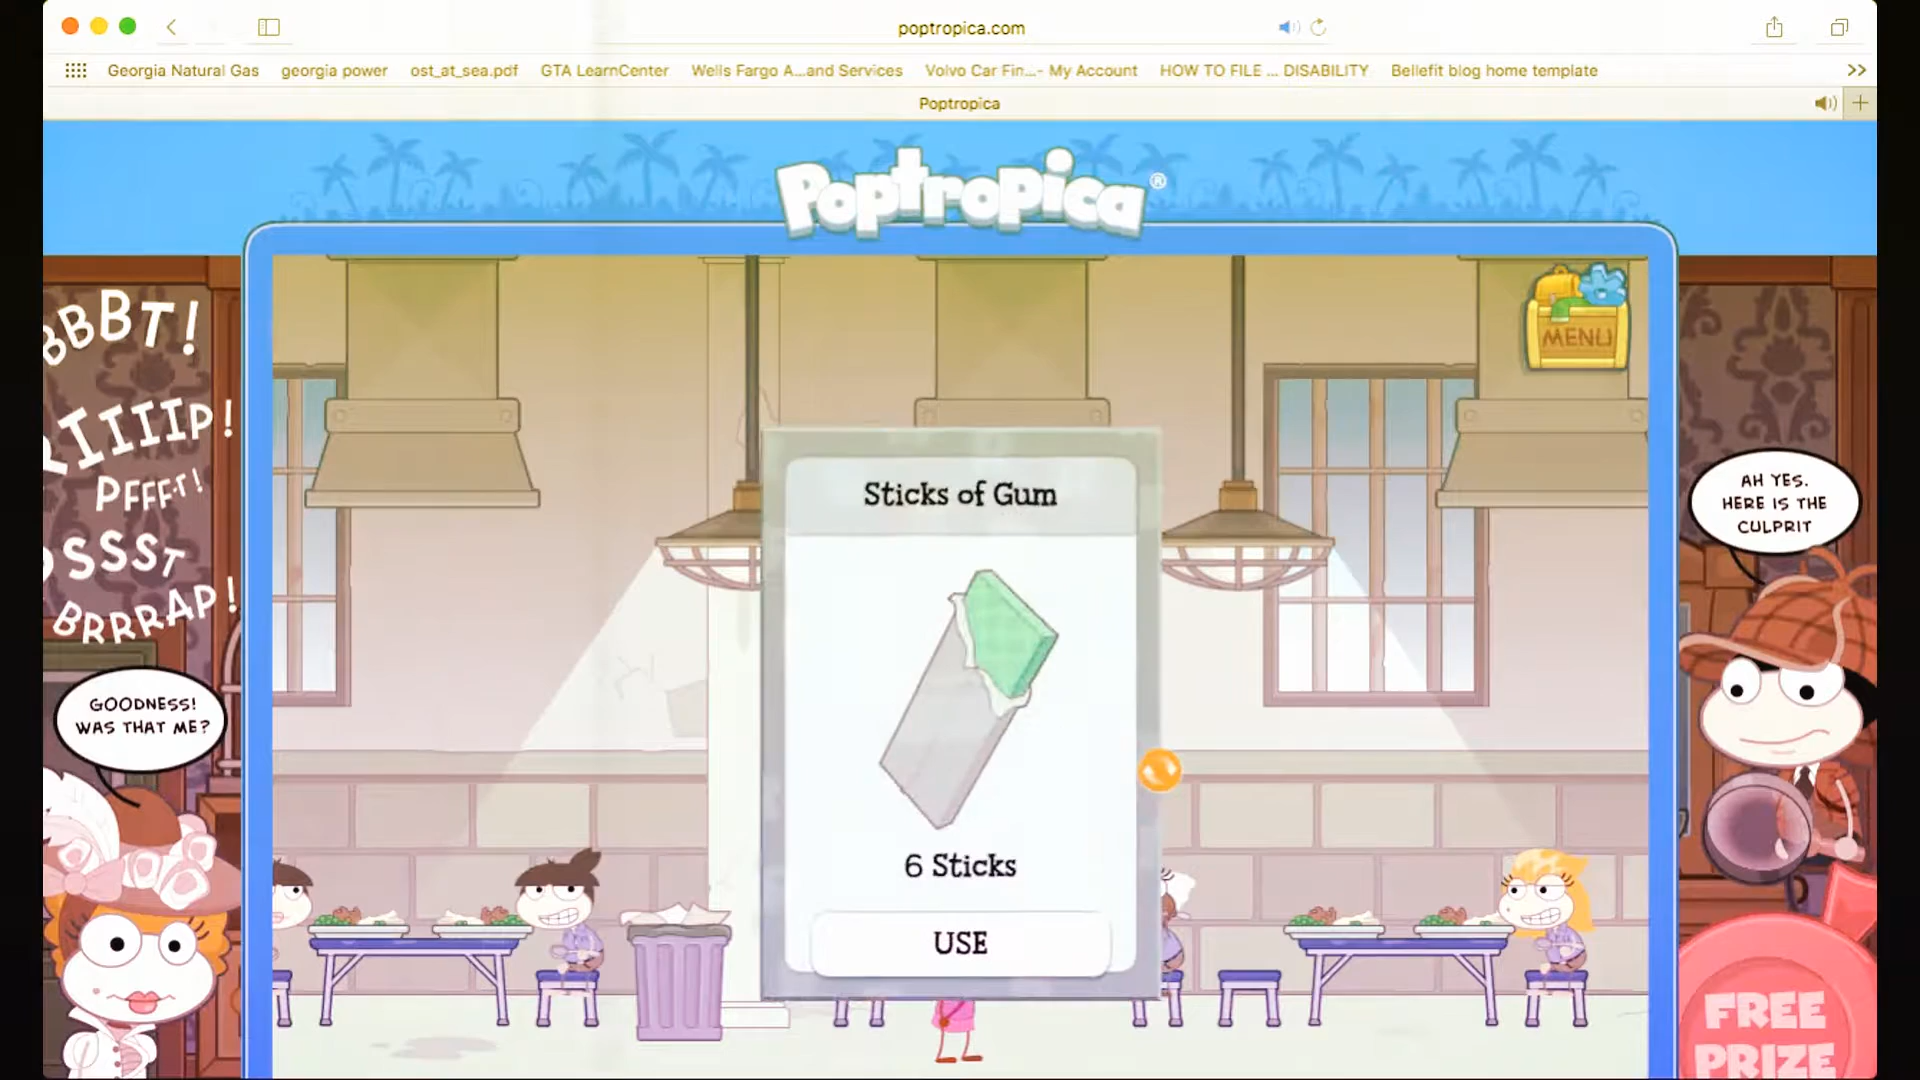 poptropica.com
Georgia Natural Gas
georgia power
ost_at_sea.pdf
GTA LearnCenter
Wells Fargo A...and Services
Volvo Car Fin...- My Account
HOW TO FILE ... DISABILITY
Bellefit blog home template
Poptropica
Poptropica®
MENU
BBBT!
RIIIIP!
PFFFT!
SSST
BRRRAP!
GOODNESS!
WAS THAT ME?
Sticks of Gum
6 Sticks
USE
AH YES.
HERE IS THE
CULPRIT
FREE
PRIZE